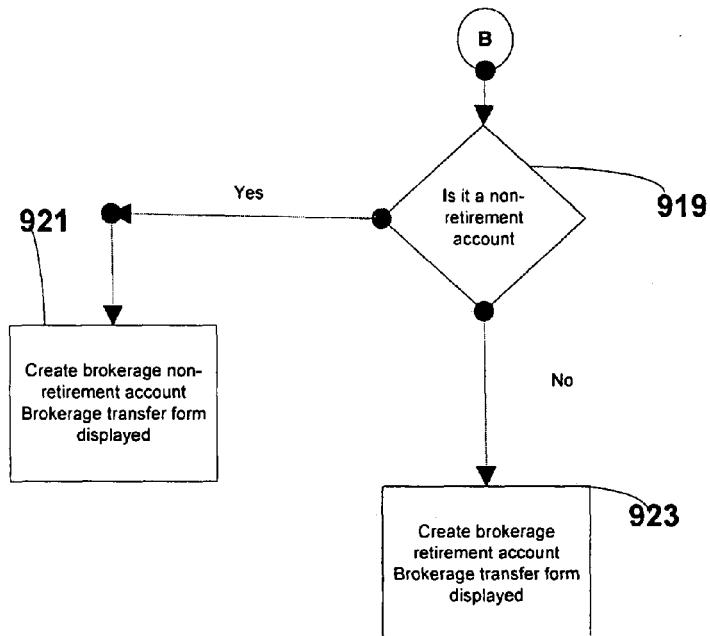 B
Is it a non-
retirement
account
919
Yes
921
Create brokerage non-
retirement account
Brokerage transfer form
displayed
No
923
Create brokerage
retirement account
Brokerage transfer form
displayed